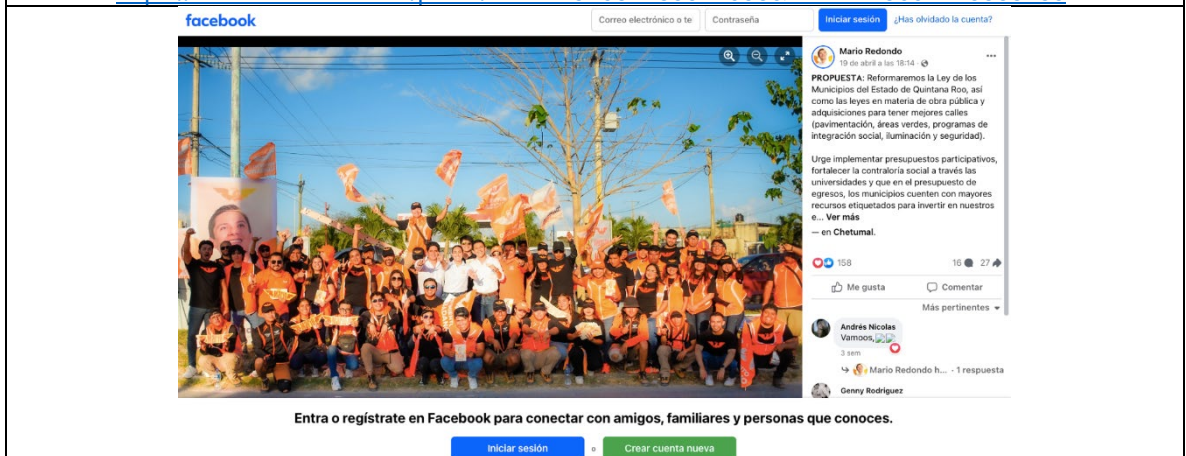 facebook
Correo electrónico o te
Contraseña
Iniciar sesión
¿Has olvidado la cuenta?
Mario Redondo
19 de abril a las 18:14 ·
PROPUESTA: Reformaremos la Ley de los
Municipios del Estado de Quintana Roo, así
como las leyes en materia de obra pública y
adquisiciones para tener mejores calles
(pavimentación, áreas verdes, programas de
integración social, iluminación y seguridad).
Urge implementar presupuestos participativos,
fortalecer la contraloría social a través las
universidades y que en el presupuesto de
egresos, los municipios cuenten con mayores
recursos etiquetados para invertir en nuestros
e... Ver más
— en Chetumal.
158
16
27
Me gusta
Comentar
Más pertinentes
Andrés Nicolas
Vamoos,
3 sem
Mario Redondo h... · 1 respuesta
Genny Rodriguez
Entra o regístrate en Facebook para conectar con amigos, familiares y personas que conoces.
Iniciar sesión
o
Crear cuenta nueva